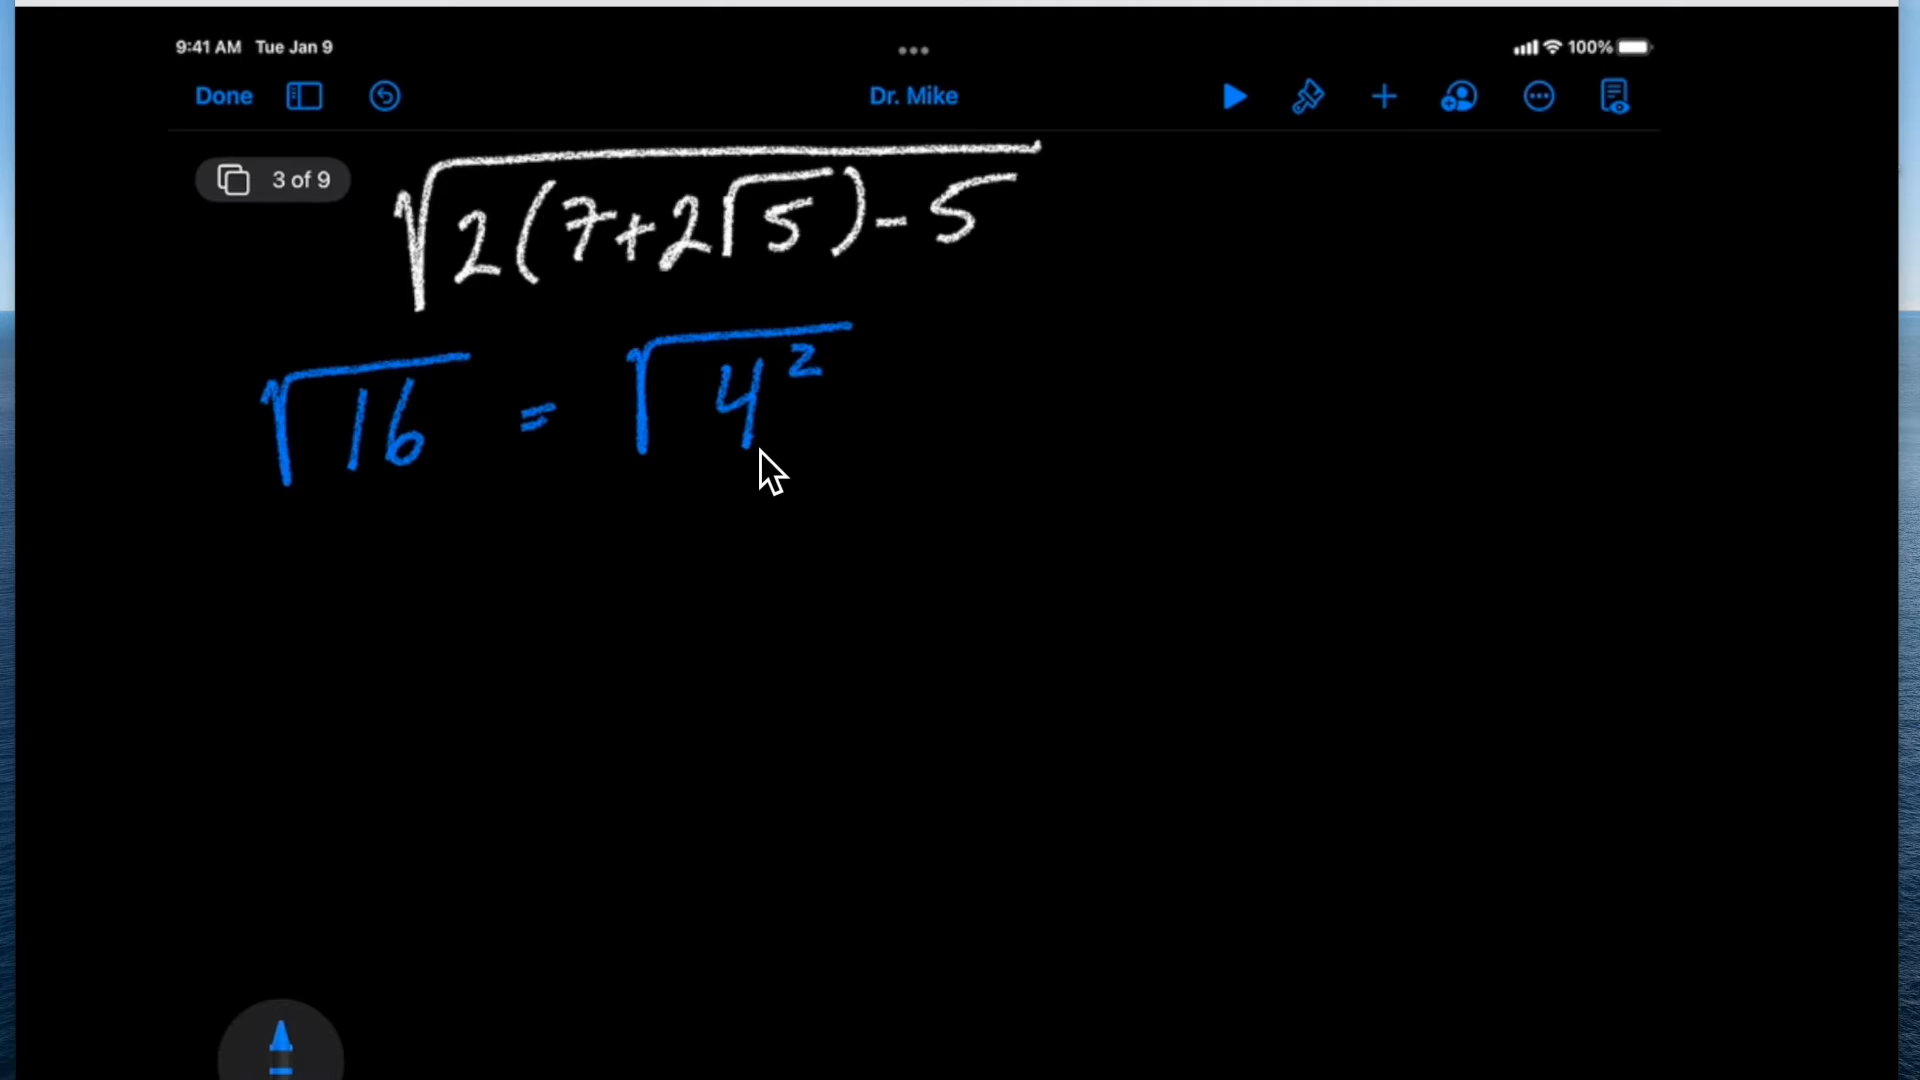 9:41 AM Tue Jan 9 100%
Done Dr. Mike
3 of 9
√(2(7+2√5)-5)
√16 = √4²